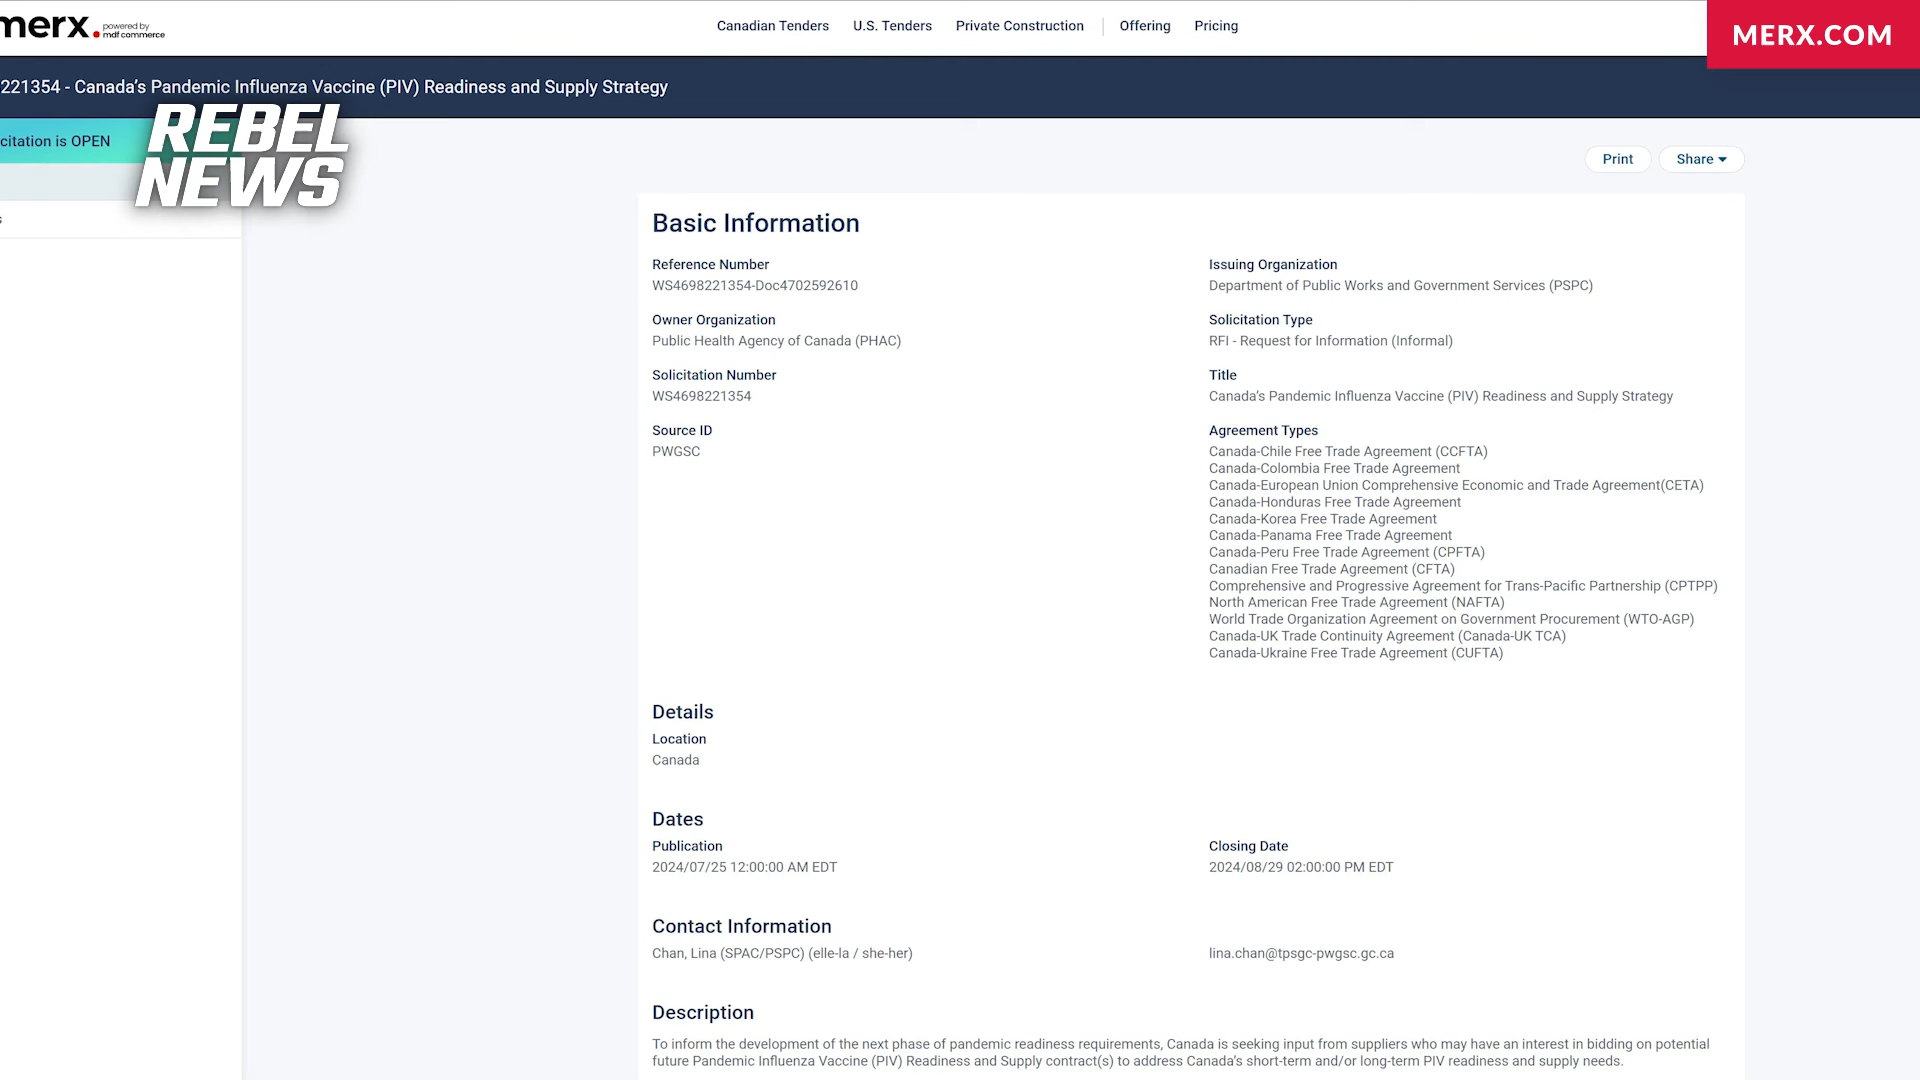 merx. powered by mdf commerce
Canadian Tenders U.S. Tenders Private Construction Offering Pricing
MERX.COM
221354 - Canada’s Pandemic Influenza Vaccine (PIV) Readiness and Supply Strategy
citation is OPEN
REBEL
NEWS
Print Share
s
Basic Information
Reference Number
WS4698221354-Doc4702592610
Issuing Organization
Department of Public Works and Government Services (PSPC)
Owner Organization
Public Health Agency of Canada (PHAC)
Solicitation Type
RFI - Request for Information (Informal)
Solicitation Number
WS4698221354
Title
Canada’s Pandemic Influenza Vaccine (PIV) Readiness and Supply Strategy
Source ID
PWGSC
Agreement Types
Canada-Chile Free Trade Agreement (CCFTA)
Canada-Colombia Free Trade Agreement
Canada-European Union Comprehensive Economic and Trade Agreement(CETA)
Canada-Honduras Free Trade Agreement
Canada-Korea Free Trade Agreement
Canada-Panama Free Trade Agreement
Canada-Peru Free Trade Agreement (CPFTA)
Canadian Free Trade Agreement (CFTA)
Comprehensive and Progressive Agreement for Trans-Pacific Partnership (CPTPP)
North American Free Trade Agreement (NAFTA)
World Trade Organization Agreement on Government Procurement (WTO-AGP)
Canada-UK Trade Continuity Agreement (Canada-UK TCA)
Canada-Ukraine Free Trade Agreement (CUFTA)
Details
Location
Canada
Dates
Publication
2024/07/25 12:00:00 AM EDT
Closing Date
2024/08/29 02:00:00 PM EDT
Contact Information
Chan, Lina (SPAC/PSPC) (elle-la / she-her)
lina.chan@tpsgc-pwgsc.gc.ca
Description
To inform the development of the next phase of pandemic readiness requirements, Canada is seeking input from suppliers who may have an interest in bidding on potential
future Pandemic Influenza Vaccine (PIV) Readiness and Supply contract(s) to address Canada’s short-term and/or long-term PIV readiness and supply needs.